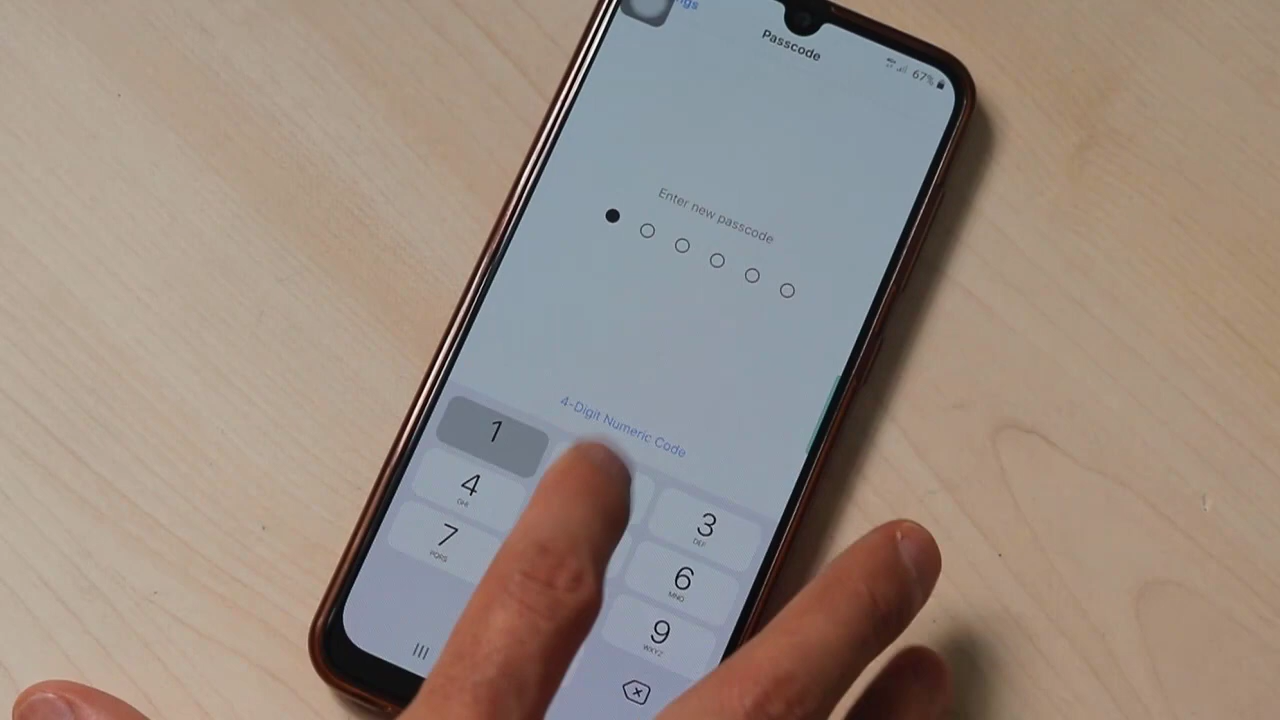 ngs
Passcode
67%
Enter new passcode
4-Digit Numeric Code
1
4
GHI
3
DEF
7
PQRS
6
MNO
9
WXYZ